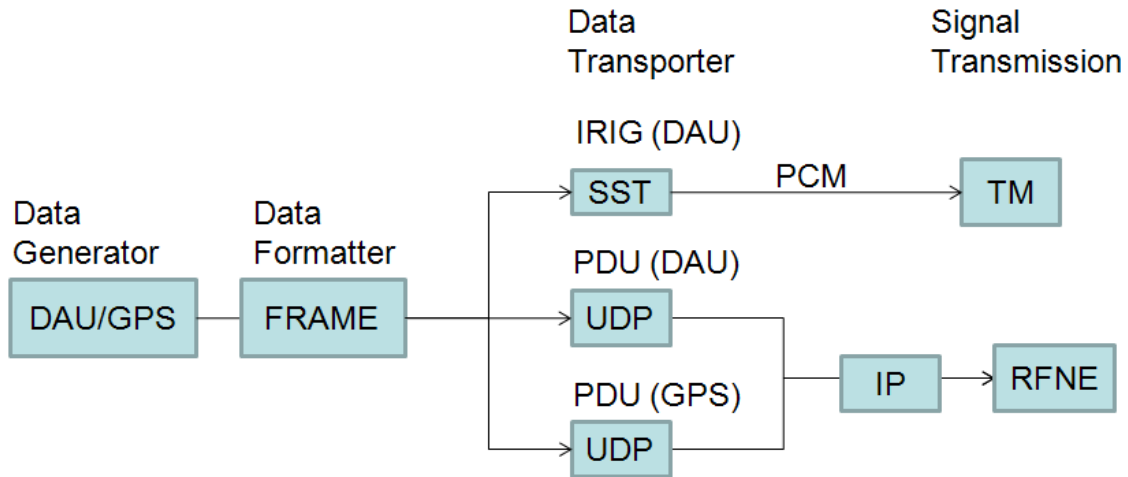 Data
Transporter
Signal
Transmission
IRIG (DAU)
SST
PCM
TM
Data
Generator
Data
Formatter
DAU/GPS
FRAME
PDU (DAU)
UDP
PDU (GPS)
UDP
IP
RFNE